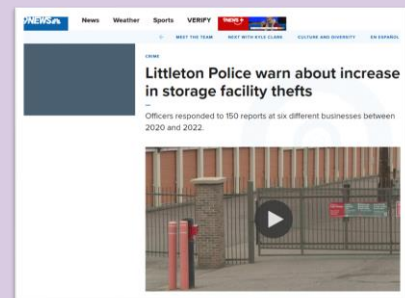 9NEWS
News Weather Sports VERIFY 9NEWS+
MEET THE TEAM NEXT WITH KYLE CLARK CULTURE AND DIVERSITY EN ESPAÑOL
CRIME
Littleton Police warn about increase
in storage facility thefts
Officers responded to 150 reports at six different businesses between
2020 and 2022.